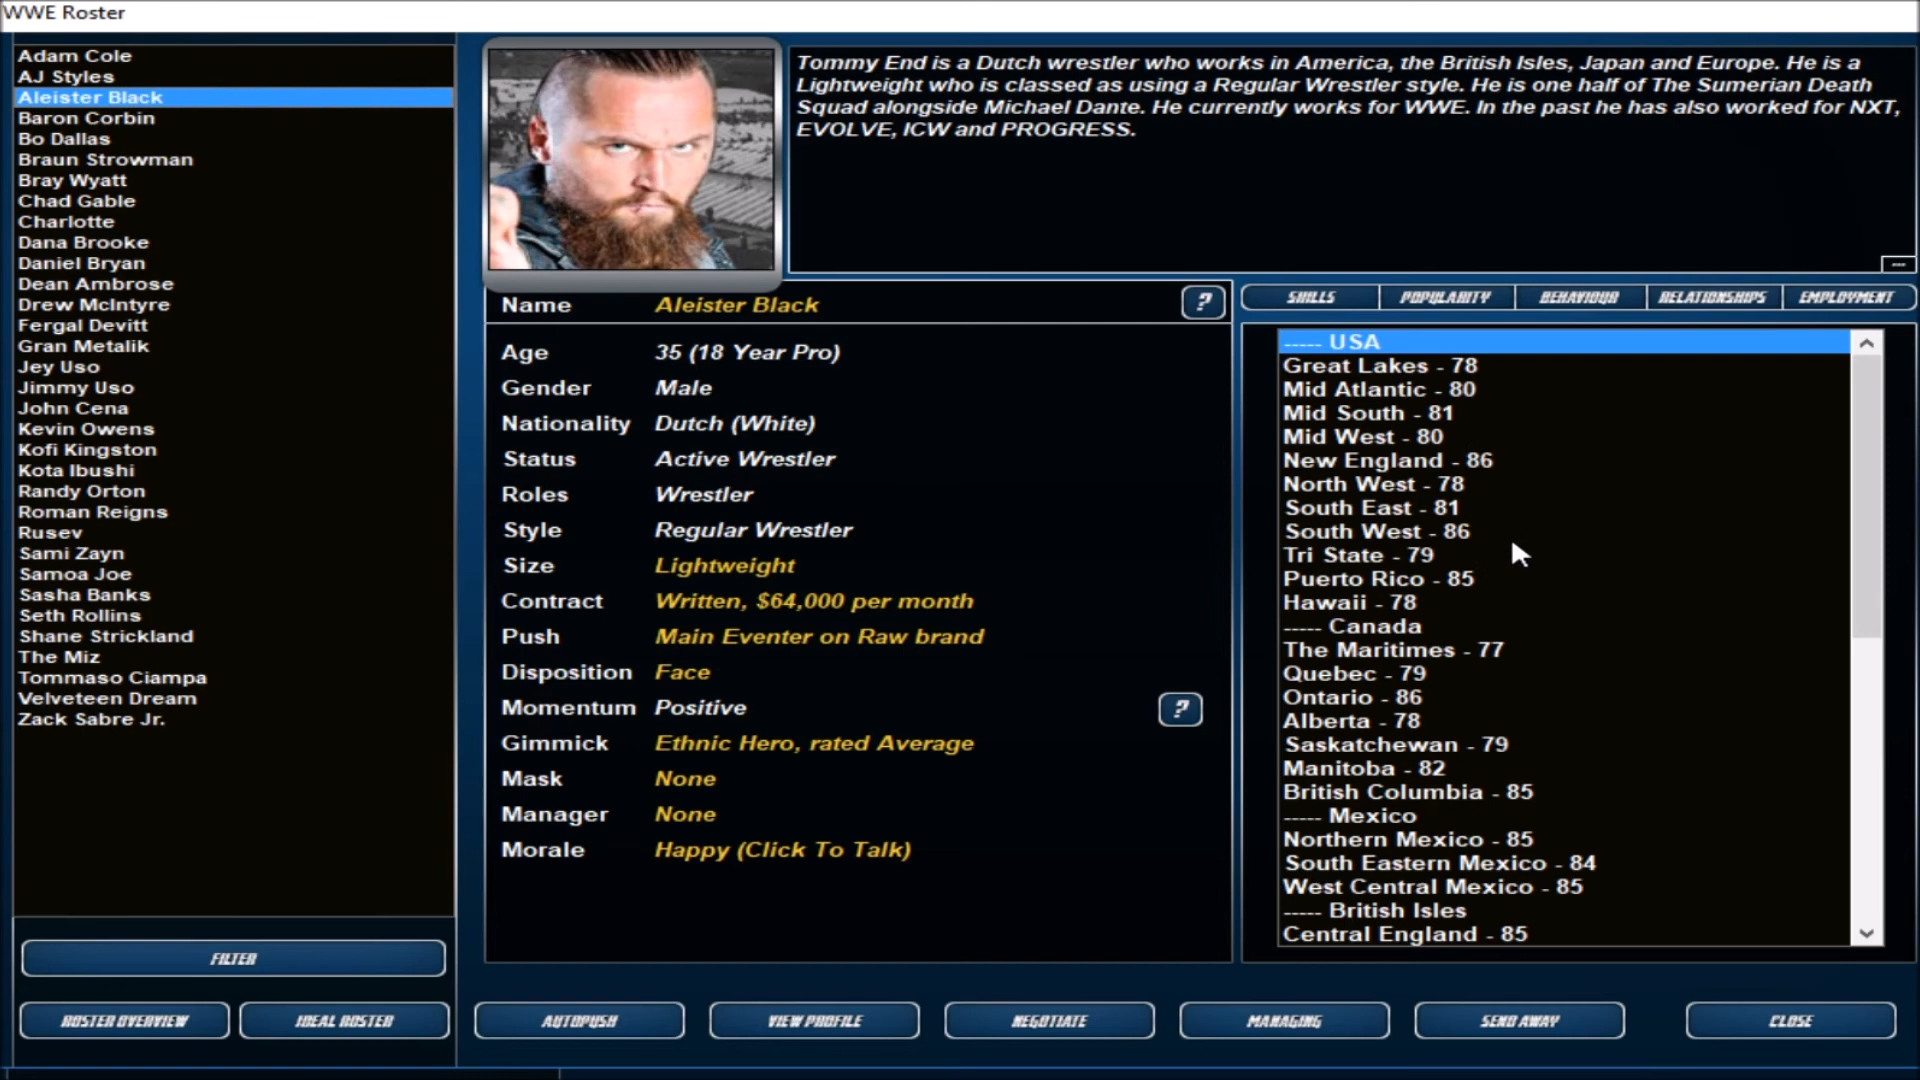 WWE Roster
Adam Cole
AJ Styles
Aleister Black
Baron Corbin
Bo Dallas
Braun Strowman
Bray Wyatt
Chad Gable
Charlotte
Dana Brooke
Daniel Bryan
Dean Ambrose
Drew McIntyre
Fergal Devitt
Gran Metalik
Jey Uso
Jimmy Uso
John Cena
Kevin Owens
Kofi Kingston
Kota Ibushi
Randy Orton
Roman Reigns
Rusev
Sami Zayn
Samoa Joe
Sasha Banks
Seth Rollins
Shane Strickland
The Miz
Tommaso Ciampa
Velveteen Dream
Zack Sabre Jr.
FILTER
ROSTER OVERVIEW
IDEAL ROSTER
Tommy End is a Dutch wrestler who works in America, the British Isles, Japan and Europe. He is a
Lightweight who is classed as using a Regular Wrestler style. He is one half of The Sumerian Death
Squad alongside Michael Dante. He currently works for WWE. In the past he has also worked for NXT,
EVOLVE, ICW and PROGRESS.
...
Name Aleister Black ?
Age 35 (18 Year Pro)
Gender Male
Nationality Dutch (White)
Status Active Wrestler
Roles Wrestler
Style Regular Wrestler
Size Lightweight
Contract Written, $64,000 per month
Push Main Eventer on Raw brand
Disposition Face
Momentum Positive ?
Gimmick Ethnic Hero, rated Average
Mask None
Manager None
Morale Happy (Click To Talk)
SKILLS POPULARITY BEHAVIOUR RELATIONSHIPS EMPLOYMENT
----- USA
Great Lakes - 78
Mid Atlantic - 80
Mid South - 81
Mid West - 80
New England - 86
North West - 78
South East - 81
South West - 86
Tri State - 79
Puerto Rico - 85
Hawaii - 78
----- Canada
The Maritimes - 77
Quebec - 79
Ontario - 86
Alberta - 78
Saskatchewan - 79
Manitoba - 82
British Columbia - 85
----- Mexico
Northern Mexico - 85
South Eastern Mexico - 84
West Central Mexico - 85
----- British Isles
Central England - 85
AUTOPUSH
VIEW PROFILE
NEGOTIATE
MANAGING
SEND AWAY
CLOSE